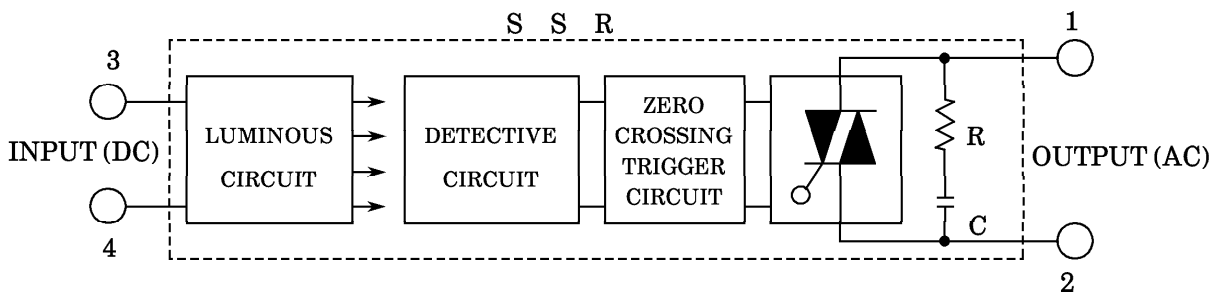 S S R
1
3
LUMINOUS
CIRCUIT
DETECTIVE
CIRCUIT
ZERO
CROSSING
TRIGGER
CIRCUIT
R
INPUT (DC)
OUTPUT (AC)
4
C
2